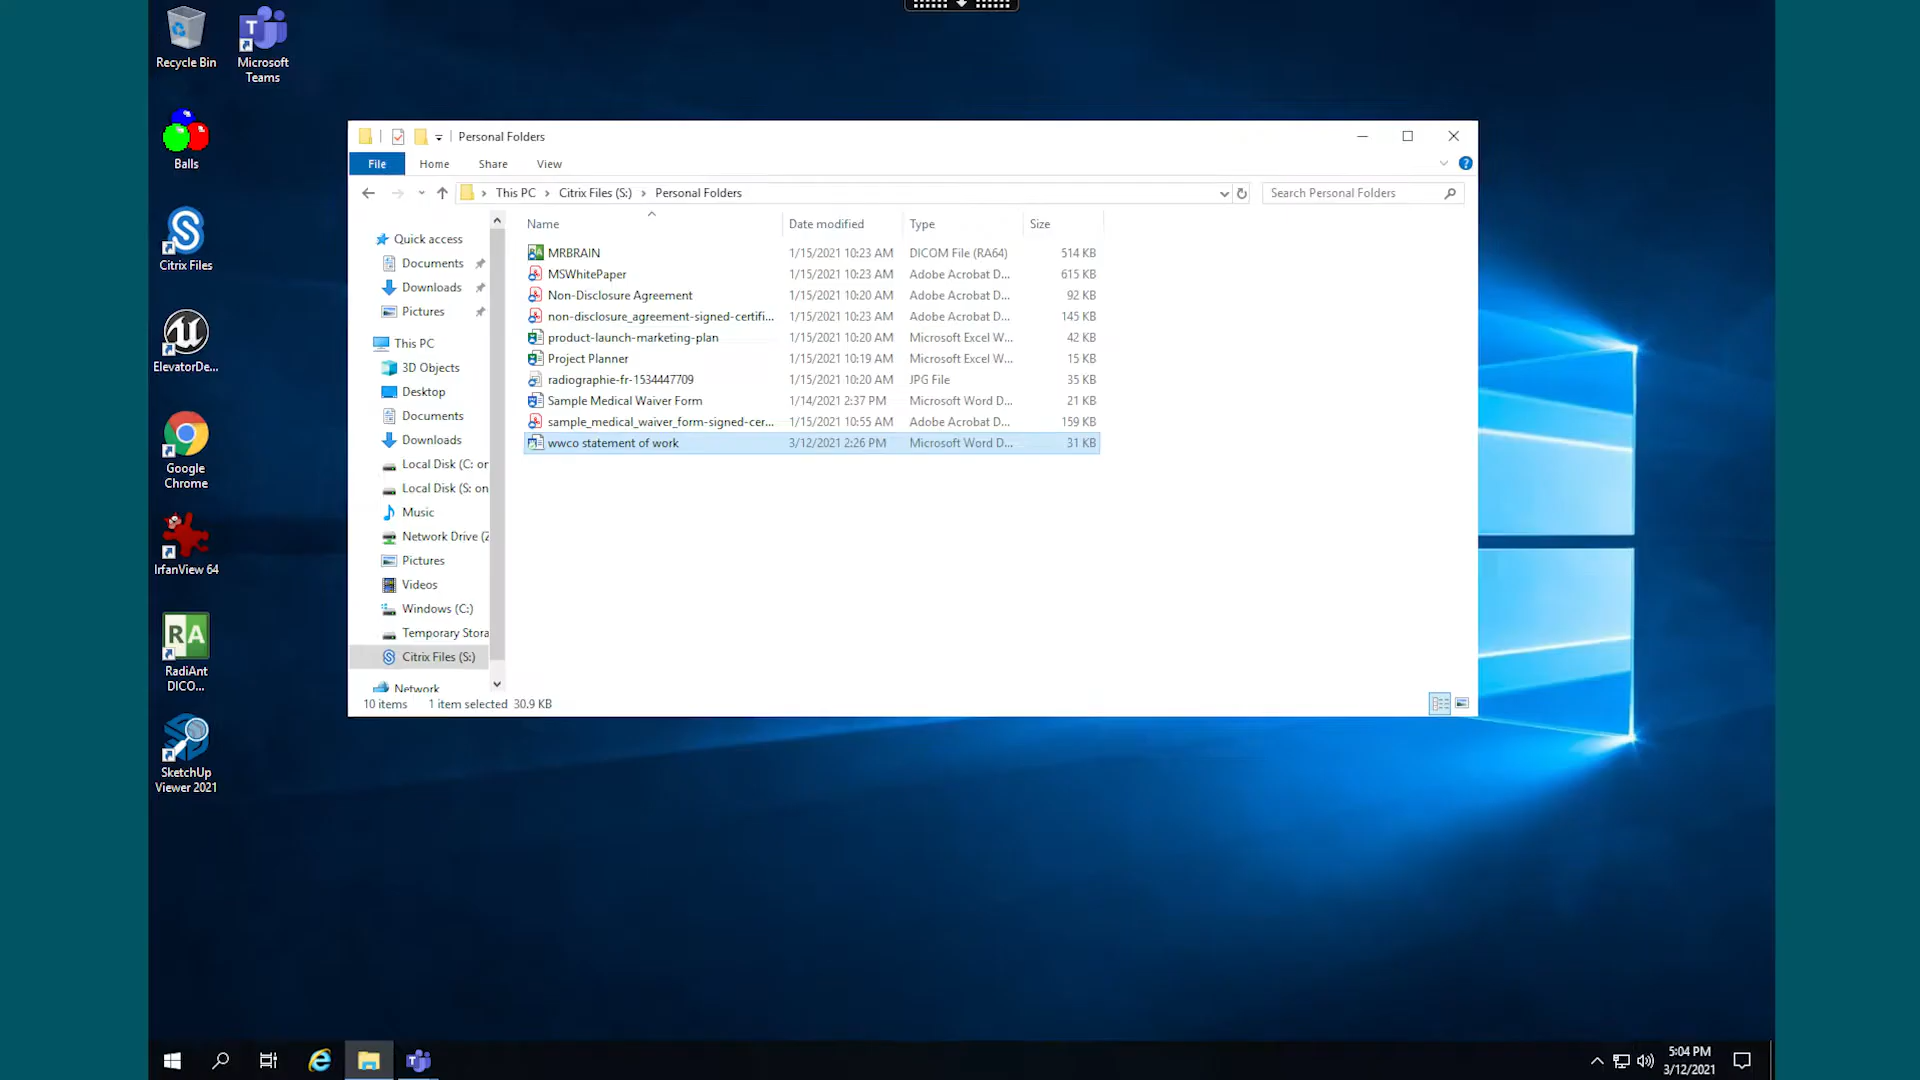 Recycle Bin
Microsoft
Teams
Balls
Citrix Files
ElevatorDe...
Google
Chrome
IrfanView 64
RA
RadiAnt
DICO...
SketchUp
Viewer 2021
Personal Folders
File Home Share View
This PC Citrix Files (S:) Personal Folders
Search Personal Folders
Quick access
Documents
Downloads
Pictures
This PC
3D Objects
Desktop
Documents
Downloads
Local Disk (C: or
Local Disk (S: on
Music
Network Drive (Z
Pictures
Videos
Windows (C:)
Temporary Stora
Citrix Files (S:)
Network
Name Date modified Type Size
MRBRAIN 1/15/2021 10:23 AM DICOM File (RA64) 514 KB
MSWhitePaper 1/15/2021 10:23 AM Adobe Acrobat D... 615 KB
Non-Disclosure Agreement 1/15/2021 10:20 AM Adobe Acrobat D... 92 KB
non-disclosure_agreement-signed-certifi... 1/15/2021 10:23 AM Adobe Acrobat D... 145 KB
product-launch-marketing-plan 1/15/2021 10:20 AM Microsoft Excel W... 42 KB
Project Planner 1/15/2021 10:19 AM Microsoft Excel W... 15 KB
radiographie-fr-1534447709 1/15/2021 10:20 AM JPG File 35 KB
Sample Medical Waiver Form 1/14/2021 2:37 PM Microsoft Word D... 21 KB
sample_medical_waiver_form-signed-cer... 1/15/2021 10:55 AM Adobe Acrobat D... 159 KB
wwco statement of work 3/12/2021 2:26 PM Microsoft Word D... 31 KB
10 items 1 item selected 30.9 KB
5:04 PM
3/12/2021